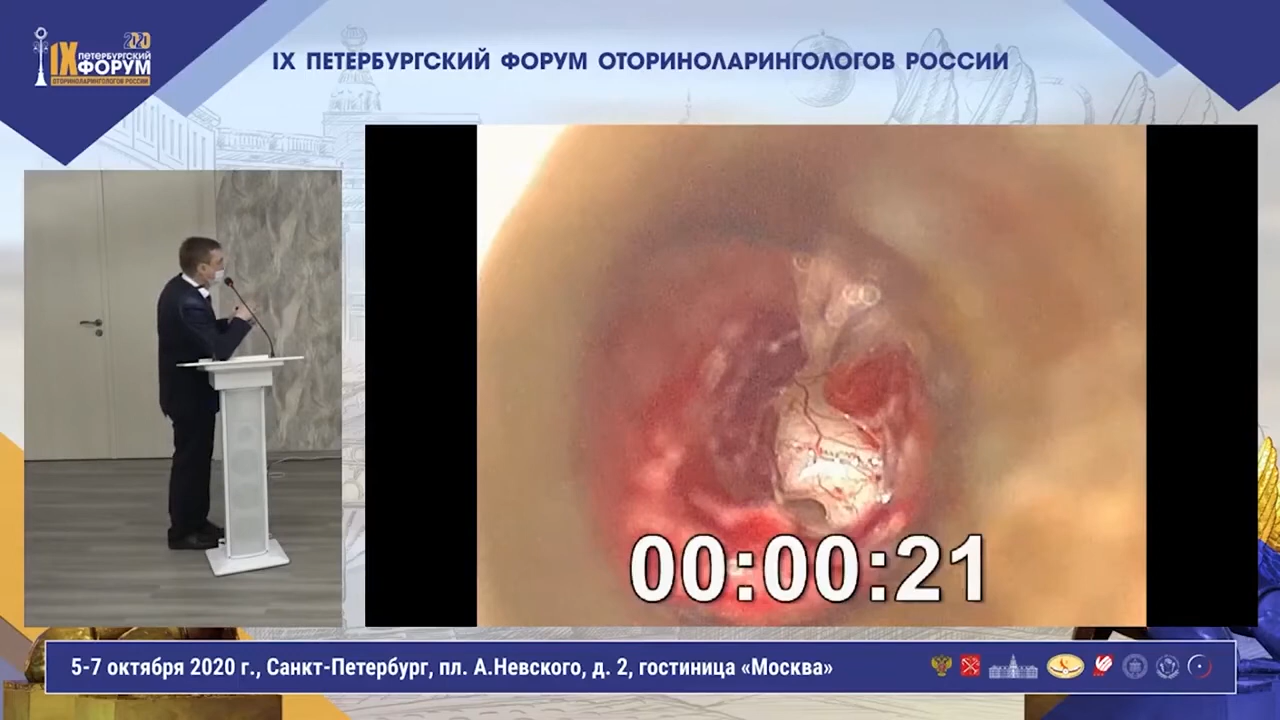 2020
IX
ПЕТЕРБУРГСКИЙ
ФОРУМ
ОТОРИНОЛАРИНГОЛОГОВ РОССИИ
IX ПЕТЕРБУРГСКИЙ ФОРУМ ОТОРИНОЛАРИНГОЛОГОВ РОССИИ
00:00:21
5-7 октября 2020 г., Санкт-Петербург, пл. А.Невского, д. 2, гостиница «Москва»